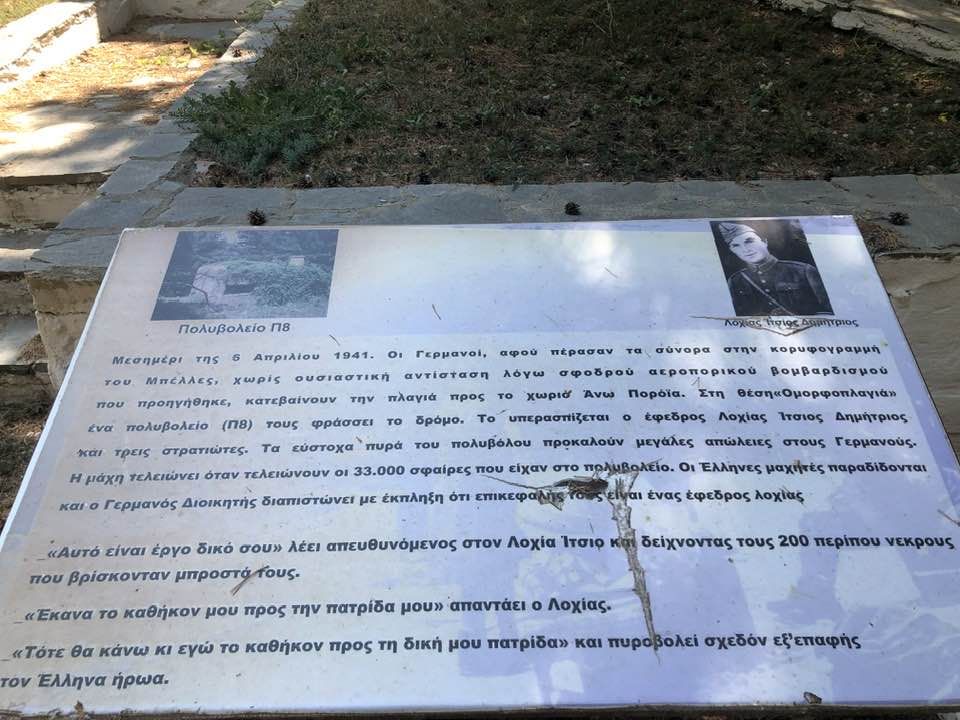 Πολυβολείο Π8
Λοχίας Ίτσιος Δημήτριος
Μεσημέρι της 6 Απριλίου 1941. Οι Γερμανοί, αφού πέρασαν τα σύνορα στην κορυφογραμμή
του Μπέλλες, χωρίς ουσιαστική αντίσταση λόγω σφοδρού αεροπορικού βομβαρδισμού
που προηγήθηκε, κατεβαίνουν την πλαγιά προς το χωριό Άνω Πορόϊα. Στη θέση«Ομορφοπλαγιά»
ένα πολυβολείο (Π8) τους φράσσει το δρόμο. Το υπερασπίζεται ο έφεδρος Λοχίας Ίτσιος Δημήτριος
και τρεις στρατιώτες. Τα εύστοχα πυρά του πολυβόλου προκαλούν μεγάλες απώλειες στους Γερμανούς.
Η μάχη τελειώνει όταν τελειώνουν οι 33.000 σφαίρες που είχαν στο πολυβολείο. Οι Έλληνες μαχητές παραδίδονται
και ο Γερμανός Διοικητής διαπιστώνει με έκπληξη ότι επικεφαλής τους είναι ένας έφεδρος λοχίας
_«Αυτό είναι έργο δικό σου» λέει απευθυνόμενος στον Λοχία Ίτσιο και δείχνοντας τους 200 περίπου νεκρους
που βρίσκονταν μπροστά τους.
_«Έκανα το καθήκον μου προς την πατρίδα μου» απαντάει ο Λοχίας.
_«Τότε θα κάνω κι εγώ το καθήκον προς τη δική μου πατρίδα» και πυροβολεί σχεδόν εξ’επαφής
τον Έλληνα ήρωα.